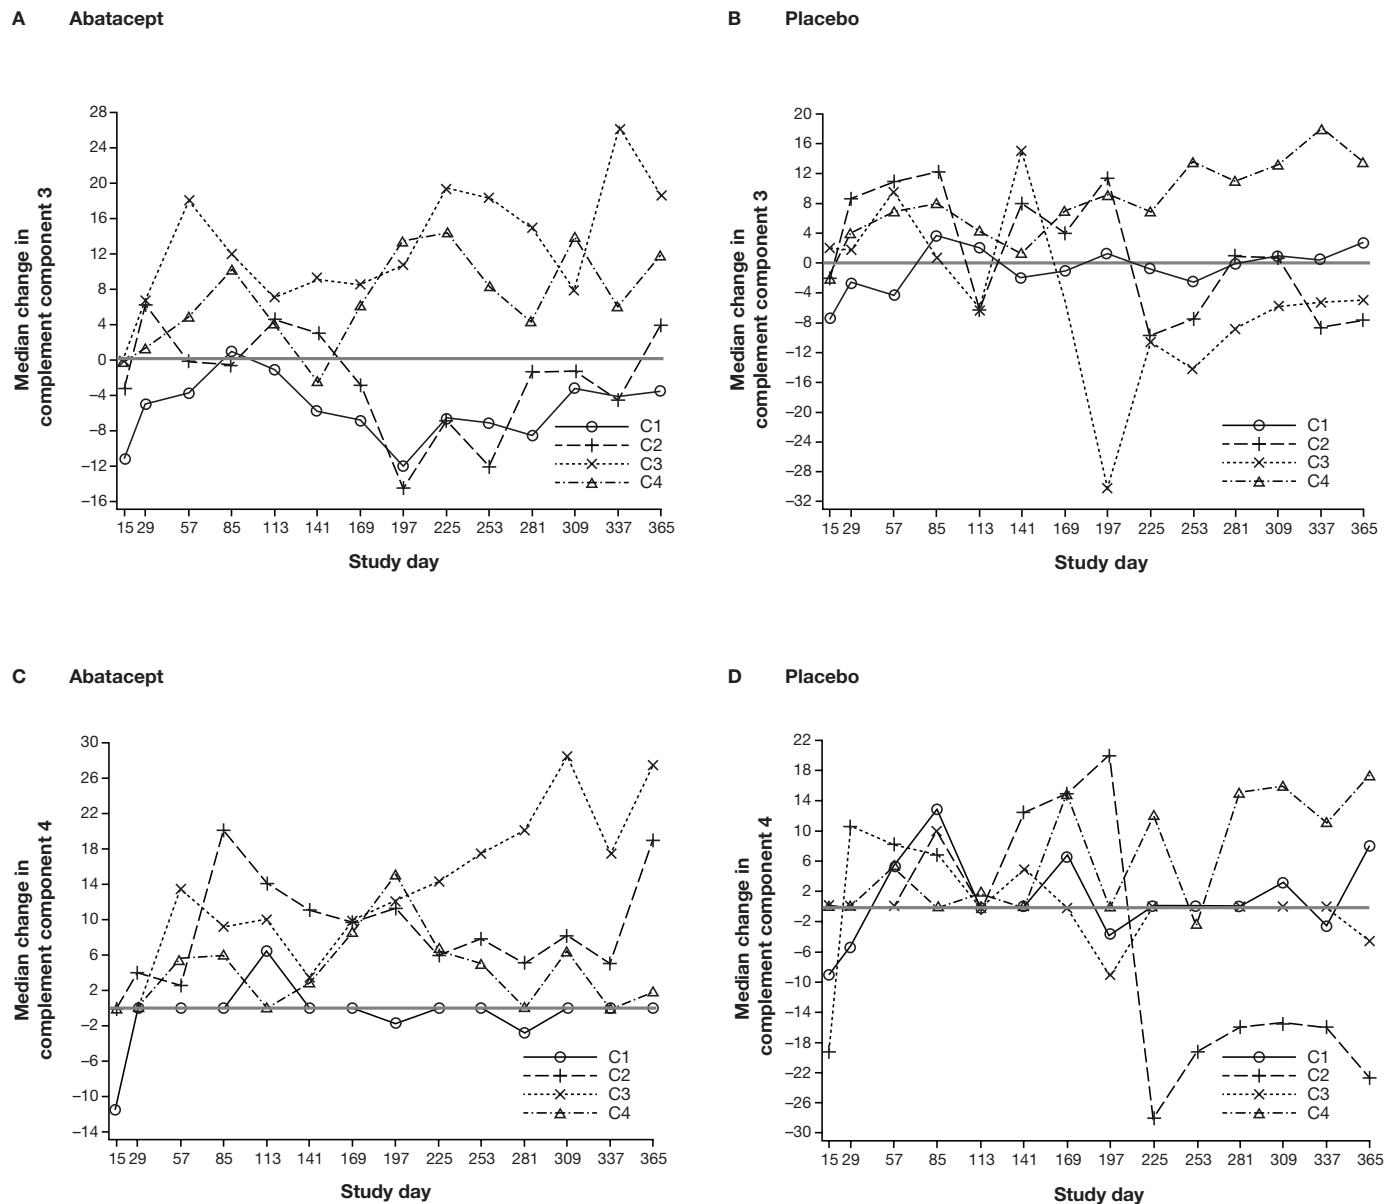 A Abatacept
28
24
20
16
12
8
4
0
−4
−8
−12
−16
Median change in
complement component 3
C1
C2
C3
C4
15 29 57 85 113 141 169 197 225 253 281 309 337 365
Study day
B Placebo
20
16
12
8
4
0
−4
−8
−12
−16
−20
−24
−28
−32
Median change in
complement component 3
C1
C2
C3
C4
15 29 57 85 113 141 169 197 225 253 281 309 337 365
Study day
C Abatacept
30
26
22
18
14
10
6
2
−2
−6
−10
−14
Median change in
complement component 4
C1
C2
C3
C4
15 29 57 85 113 141 169 197 225 253 281 309 337 365
Study day
D Placebo
22
18
14
10
6
2
−2
−6
−10
−14
−18
−22
−26
−30
Median change in
complement component 4
C1
C2
C3
C4
15 29 57 85 113 141 169 197 225 253 281 309 337 365
Study day